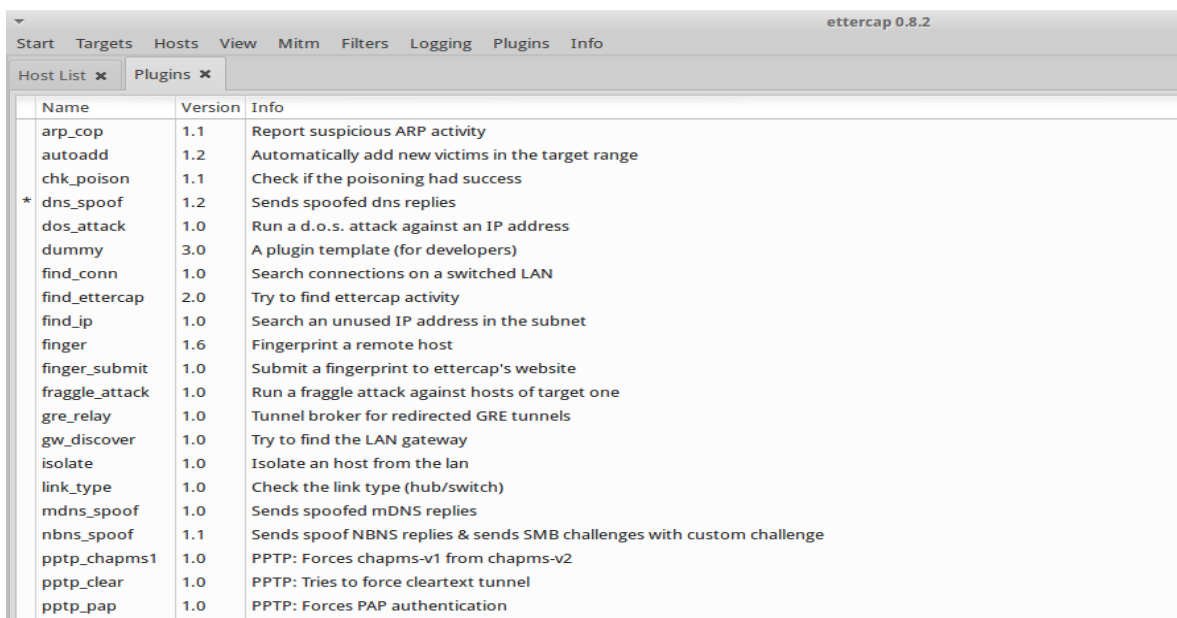 ettercap 0.8.2
Start Targets Hosts View Mitm Filters Logging Plugins Info
Host List × Plugins ×
Name Version Info
arp_cop 1.1 Report suspicious ARP activity
autoadd 1.2 Automatically add new victims in the target range
chk_poison 1.1 Check if the poisoning had success
* dns_spoof 1.2 Sends spoofed dns replies
dos_attack 1.0 Run a d.o.s. attack against an IP address
dummy 3.0 A plugin template (for developers)
find_conn 1.0 Search connections on a switched LAN
find_ettercap 2.0 Try to find ettercap activity
find_ip 1.0 Search an unused IP address in the subnet
finger 1.6 Fingerprint a remote host
finger_submit 1.0 Submit a fingerprint to ettercap's website
fraggle_attack 1.0 Run a fraggle attack against hosts of target one
gre_relay 1.0 Tunnel broker for redirected GRE tunnels
gw_discover 1.0 Try to find the LAN gateway
isolate 1.0 Isolate an host from the lan
link_type 1.0 Check the link type (hub/switch)
mdns_spoof 1.0 Sends spoofed mDNS replies
nbns_spoof 1.1 Sends spoof NBNS replies & sends SMB challenges with custom challenge
pptp_chapms1 1.0 PPTP: Forces chapms-v1 from chapms-v2
pptp_clear 1.0 PPTP: Tries to force cleartext tunnel
pptp_pap 1.0 PPTP: Forces PAP authentication